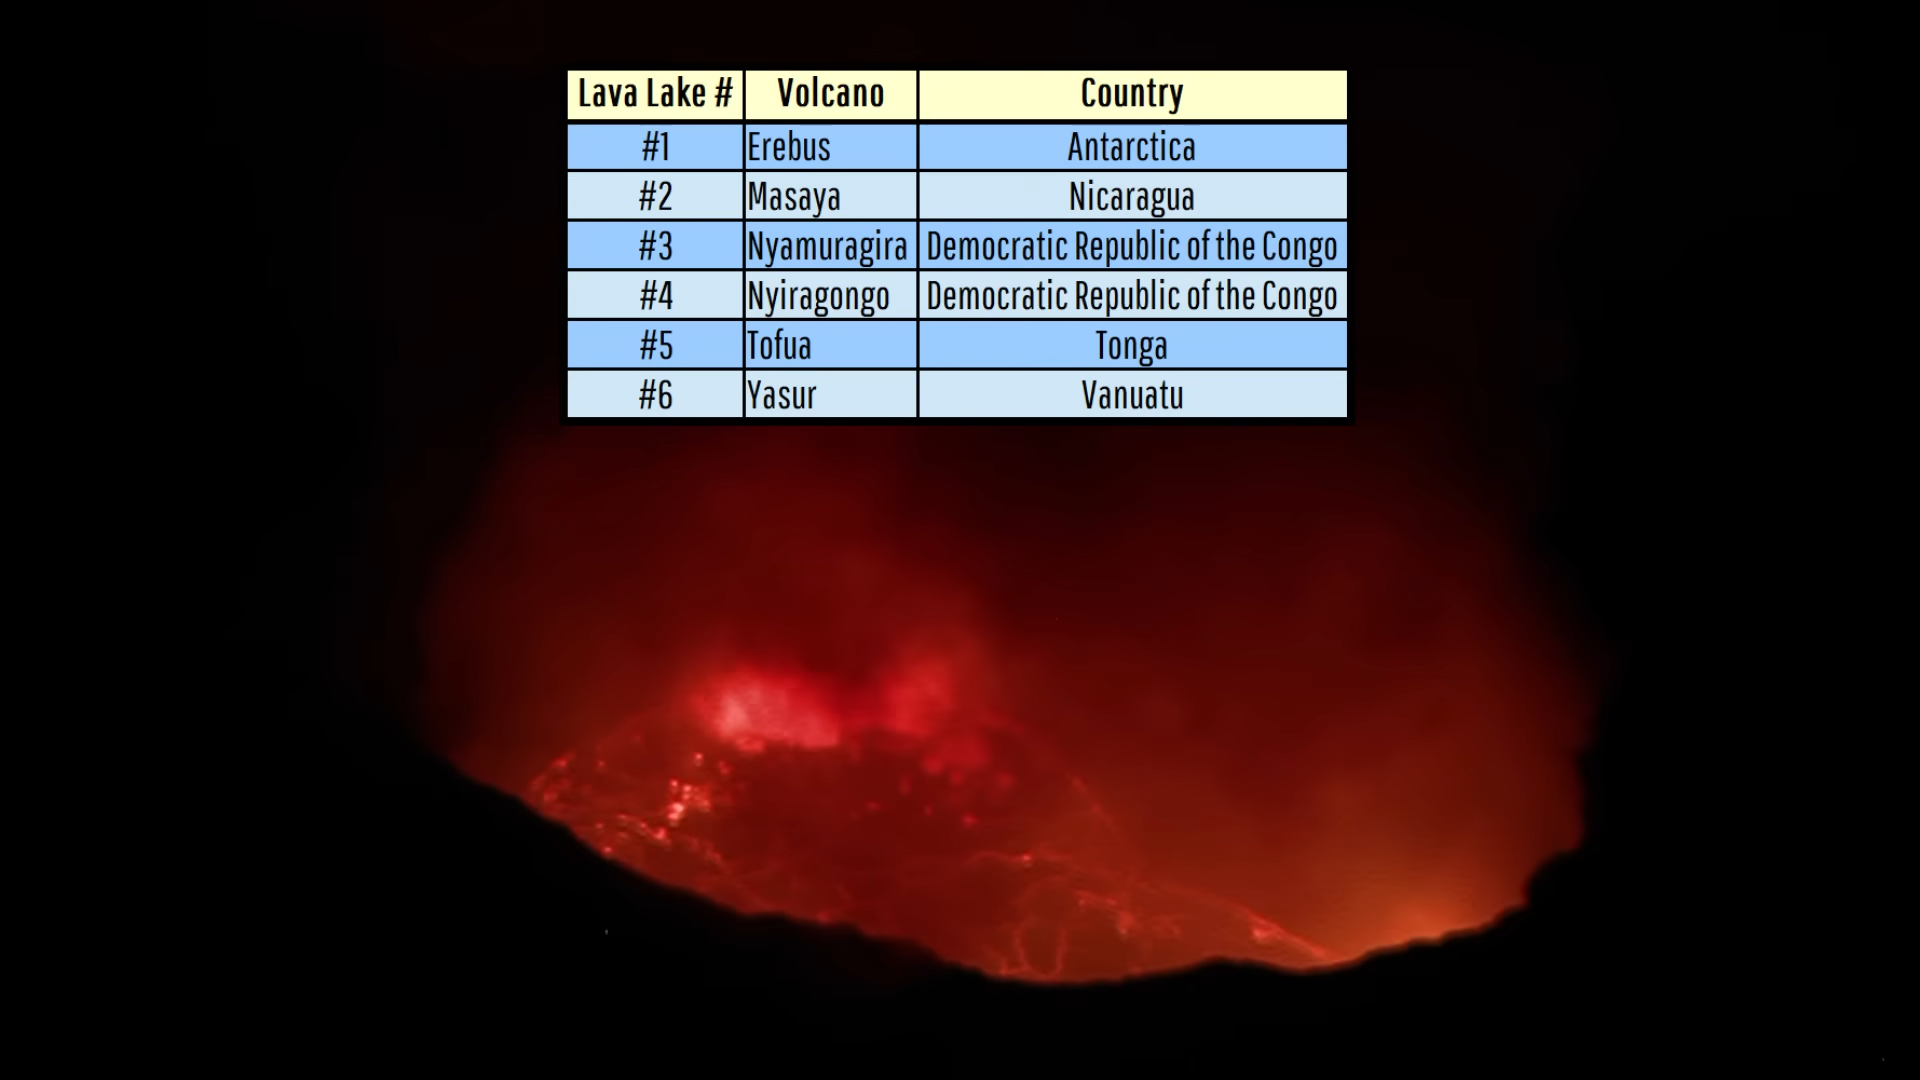 Lava Lake # Volcano Country
#1 Erebus Antarctica
#2 Masaya Nicaragua
#3 Nyamuragira Democratic Republic of the Congo
#4 Nyiragongo Democratic Republic of the Congo
#5 Tofua Tonga
#6 Yasur Vanuatu